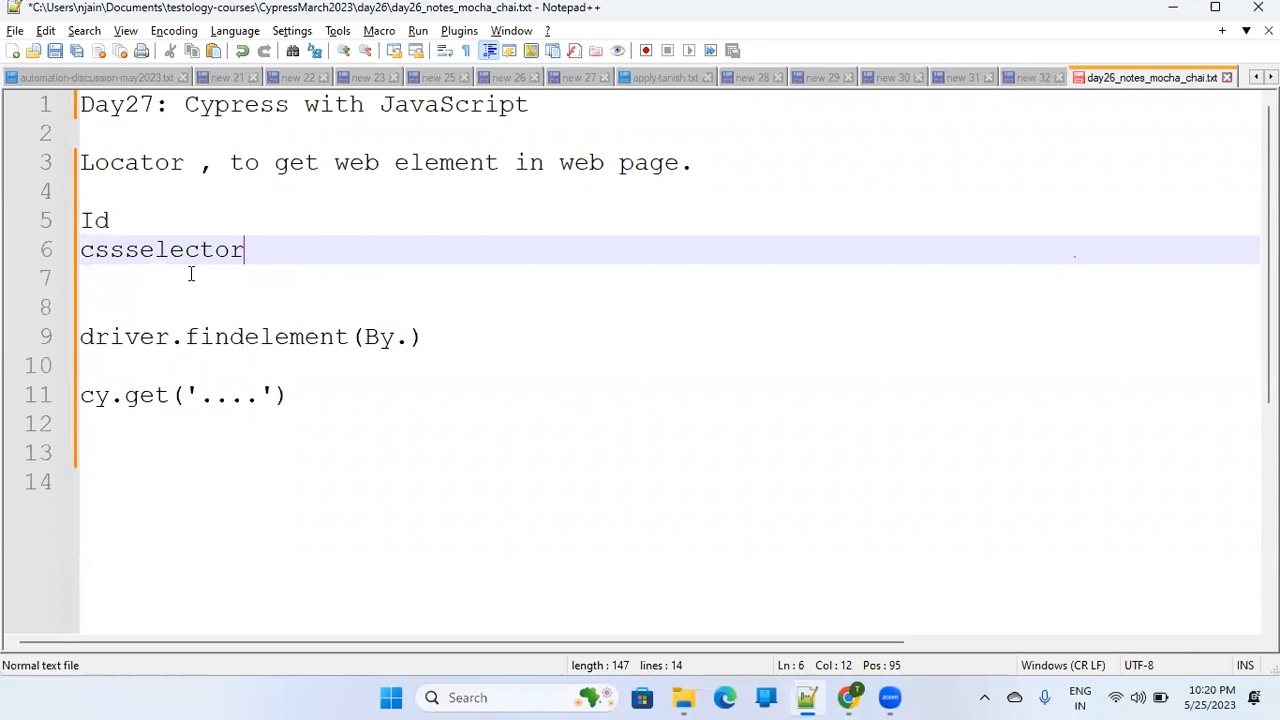 *C:\Users\njain\Documents\testology-courses\CypressMarch2023\day26\day26_notes_mocha_chai.txt - Notepad++
File Edit Search View Encoding Language Settings Tools Macro Run Plugins Window ?
automation-discussion-may2023.txt new 21 new 22 new 23 new 25 new 26 new 27 apply-tanish.txt new 28 new 29 new 30 new 31 new 32 day26_notes_mocha_chai.txt
1 Day27: Cypress with JavaScript
2
3 Locator , to get web element in web page.
4
5 Id
6 cssselector
7
8
9 driver.findelement(By.)
10
11 cy.get('....')
12
13
14
Normal text file length : 147 lines : 14 Ln : 6 Col : 12 Pos : 95 Windows (CR LF) UTF-8 INS
Search ENG IN 10:20 PM 5/25/2023